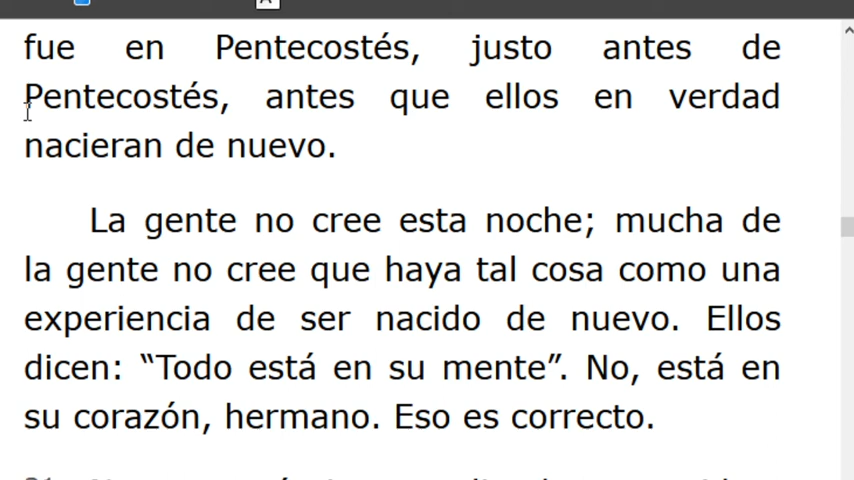 fue en Pentecostés, justo antes de
Pentecostés, antes que ellos en verdad
nacieran de nuevo.
La gente no cree esta noche; mucha de
la gente no cree que haya tal cosa como una
experiencia de ser nacido de nuevo. Ellos
dicen: “Todo está en su mente”. No, está en
su corazón, hermano. Eso es correcto.